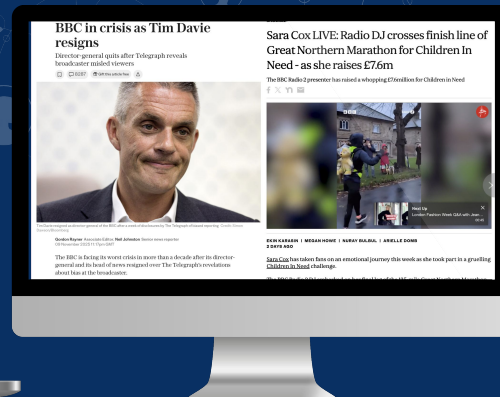 BBC in crisis as Tim Davie
resigns
Director-general quits after Telegraph reveals
broadcaster misled viewers
Gift this article free
Gordon Rayner Associate Editor. Neil Johnston Senior news reporter
The BBC is facing its worst crisis in more than a decade after its director-
general and its head of news resigned over The Telegraph's revelations
about bias at the broadcaster.
Sara Cox LIVE: Radio DJ crosses finish line of
Great Northern Marathon for Children In
Need - as she raises £7.6m
The BBC Radio 2 presenter has raised a whopping £7.6million for Children in Need
BBC
Next Up
London Fashion Week Q&A with
EKIN KARASIN | MEGAN HOWE | NURAY BULBUL | ARIELLE DOMB
3 DAYS AGO
Sara Cox has taken fans on an emotional journey this week as she took part in a gruelling
Children In Need challenge.